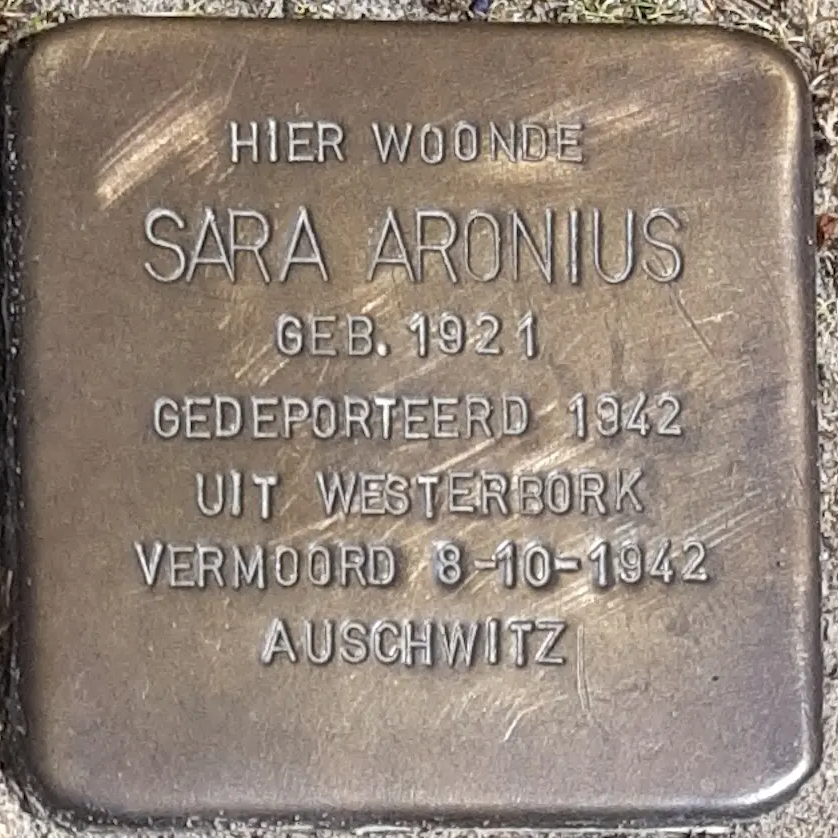 HIER WOONDE
SARA ARONIUS
GEB. 1921
GEDEPORTEERD 1942
UIT WESTERBORK
VERMOORD 8-10-1942
AUSCHWITZ